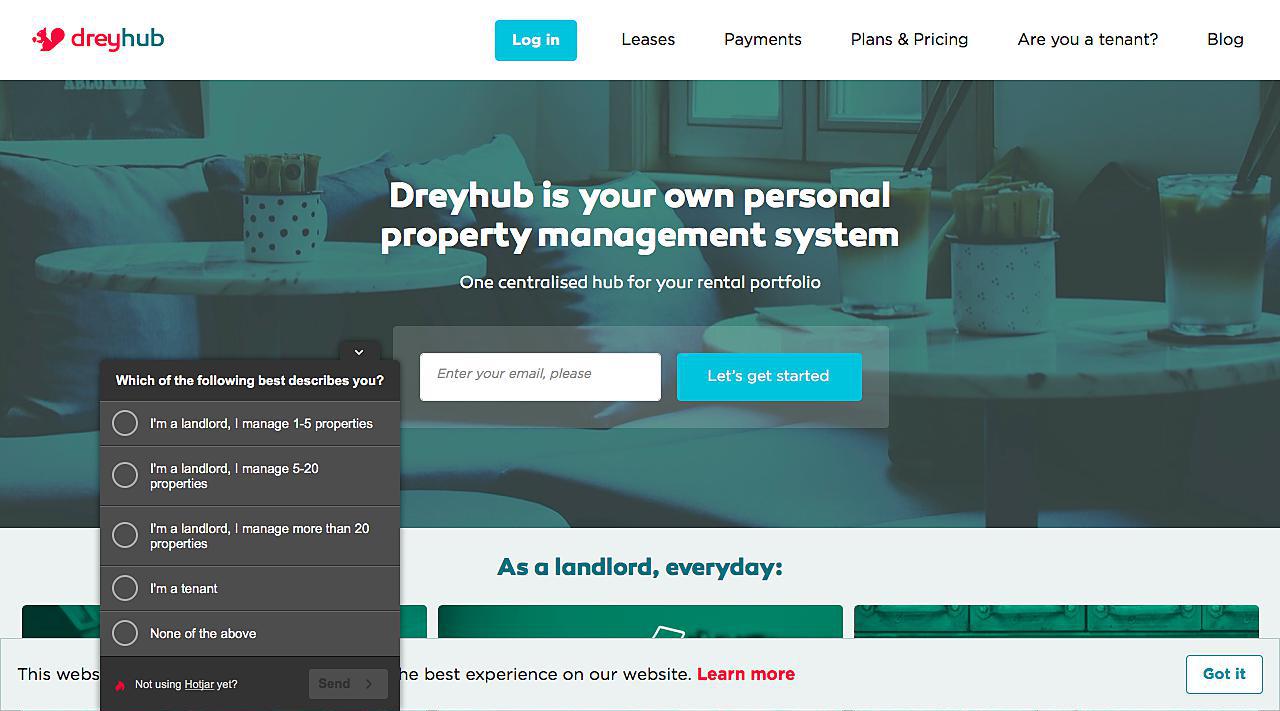 dreyhub
Log in
Leases
Payments
Plans & Pricing
Are you a tenant?
Blog
Dreyhub is your own personal
property management system
One centralised hub for your rental portfolio
Enter your email, please
Let's get started
Which of the following best describes you?
I'm a landlord, I manage 1-5 properties
I'm a landlord, I manage 5-20
properties
I'm a landlord, I manage more than 20
properties
I'm a tenant
None of the above
Not using Hotjar yet?
Send
As a landlord, everyday:
This he best experience on our website. Learn more
Got it